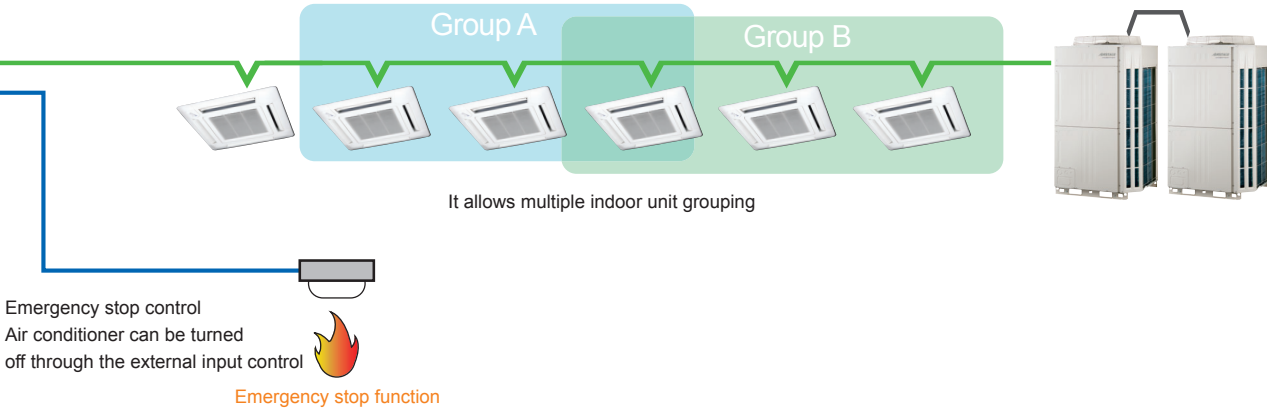 Group A
Group B
It allows multiple indoor unit grouping
Emergency stop control
Air conditioner can be turned
off through the external input control
Emergency stop function